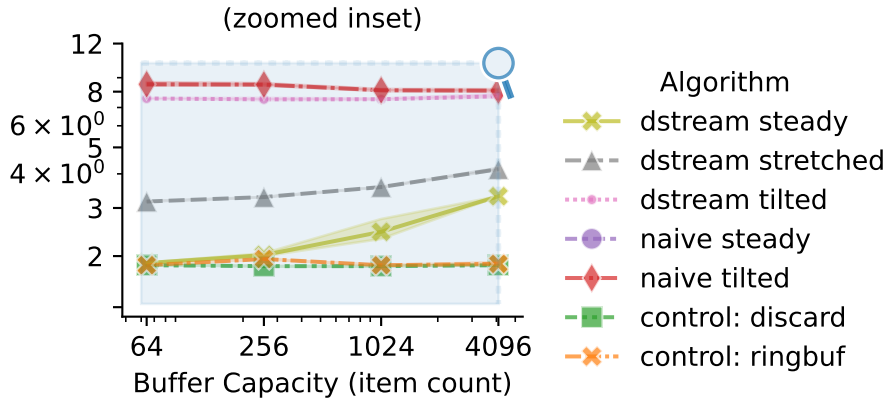 (zoomed inset)
12
8
6 × 10⁰
5
4 × 10⁰
3
2
64 256 1024 4096
Buffer Capacity (item count)
Algorithm
dstream steady
dstream stretched
dstream tilted
naive steady
naive tilted
control: discard
control: ringbuf